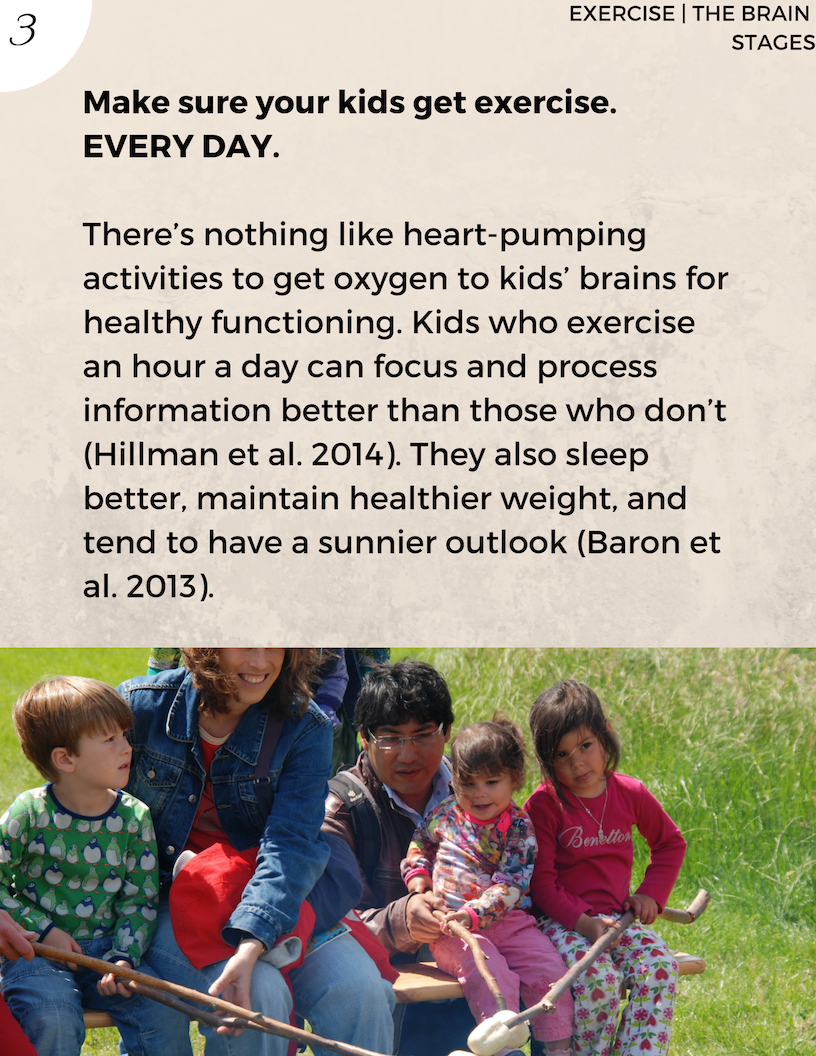 3
EXERCISE | THE BRAIN
STAGES
Make sure your kids get exercise.
EVERY DAY.
There’s nothing like heart-pumping
activities to get oxygen to kids’ brains for
healthy functioning. Kids who exercise
an hour a day can focus and process
information better than those who don’t
(Hillman et al. 2014). They also sleep
better, maintain healthier weight, and
tend to have a sunnier outlook (Baron et
al. 2013).
Benetton